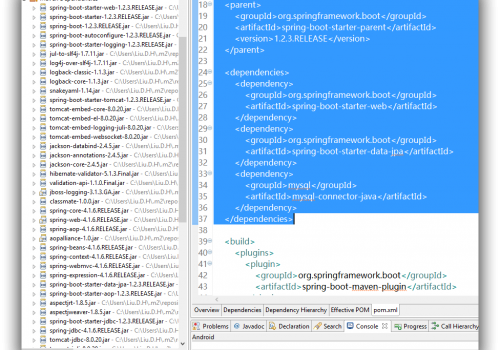 spring-boot-starter-web-1.2.3.RELEASE.jar - C:\Users\Liu.D.H
spring-boot-starter-1.2.3.RELEASE.jar - C:\Users\Liu.D.H\.m
spring-boot-1.2.3.RELEASE.jar - C:\Users\Liu.D.H\.m2\repos
spring-boot-autoconfigure-1.2.3.RELEASE.jar - C:\Users\Liu
spring-boot-starter-logging-1.2.3.RELEASE.jar - C:\Users\Liu
jul-to-slf4j-1.7.11.jar - C:\Users\Liu.D.H\.m2\repository\
log4j-over-slf4j-1.7.11.jar - C:\Users\Liu.D.H\.m2\repos
logback-classic-1.1.3.jar - C:\Users\Liu.D.H\.m2\reposito
logback-core-1.1.3.jar - C:\Users\Liu.D.H\.m2\repository
snakeyaml-1.14.jar - C:\Users\Liu.D.H\.m2\repository\or
spring-boot-starter-tomcat-1.2.3.RELEASE.jar - C:\Users\Liu
tomcat-embed-core-8.0.20.jar - C:\Users\Liu.D.H\.m2\rep
tomcat-embed-el-8.0.20.jar - C:\Users\Liu.D.H\.m2\repos
tomcat-embed-logging-juli-8.0.20.jar - C:\Users\Liu.D.H\
tomcat-embed-websocket-8.0.20.jar - C:\Users\Liu.D.H\
jackson-databind-2.4.5.jar - C:\Users\Liu.D.H\.m2\repos
jackson-annotations-2.4.5.jar - C:\Users\Liu.D.H\.m2\re
jackson-core-2.4.5.jar - C:\Users\Liu.D.H\.m2\repository
hibernate-validator-5.1.3.Final.jar - C:\Users\Liu.D.H\.m2
validation-api-1.1.0.Final.jar - C:\Users\Liu.D.H\.m2\repo
jboss-logging-3.1.3.GA.jar - C:\Users\Liu.D.H\.m2\repos
classmate-1.0.0.jar - C:\Users\Liu.D.H\.m2\repository\co
spring-core-4.1.6.RELEASE.jar - C:\Users\Liu.D.H\.m2\rep
spring-web-4.1.6.RELEASE.jar - C:\Users\Liu.D.H\.m2\rep
spring-aop-4.1.6.RELEASE.jar - C:\Users\Liu.D.H\.m2\rep
aopalliance-1.0.jar - C:\Users\Liu.D.H\.m2\repository\ao
spring-beans-4.1.6.RELEASE.jar - C:\Users\Liu.D.H\.m2\re
spring-context-4.1.6.RELEASE.jar - C:\Users\Liu.D.H\.m2\
spring-webmvc-4.1.6.RELEASE.jar - C:\Users\Liu.D.H\.m2
spring-expression-4.1.6.RELEASE.jar - C:\Users\Liu.D.H\.m
spring-boot-starter-data-jpa-1.2.3.RELEASE.jar - C:\Users\
spring-boot-starter-aop-1.2.3.RELEASE.jar - C:\Users\Liu.D
aspectjrt-1.8.5.jar - C:\Users\Liu.D.H\.m2\repository\org
aspectjweaver-1.8.5.jar - C:\Users\Liu.D.H\.m2\repositor
spring-boot-starter-jdbc-1.2.3.RELEASE.jar - C:\Users\Liu.D
spring-jdbc-4.1.6.RELEASE.jar - C:\Users\Liu.D.H\.m2\rep
tomcat-jdbc-8.0.20.jar - C:\Users\Liu.D.H\.m2\repository
18 <parent>
19 <groupId>org.springframework.boot</groupId>
20 <artifactId>spring-boot-starter-parent</artifactId>
21 <version>1.2.3.RELEASE</version>
22 </parent>
23
24 <dependencies>
25 <dependency>
26 <groupId>org.springframework.boot</groupId>
27 <artifactId>spring-boot-starter-web</artifactId>
28 </dependency>
29 <dependency>
30 <groupId>org.springframework.boot</groupId>
31 <artifactId>spring-boot-starter-data-jpa</artifactId>
32 </dependency>
33 <dependency>
34 <groupId>mysql</groupId>
35 <artifactId>mysql-connector-java</artifactId>
36 </dependency>
37 </dependencies>
38
39 <build>
40 <plugins>
41 <plugin>
42 <groupId>org.springframework.boot</groupId>
43 <artifactId>spring-boot-maven-plugin</artifactId>
Overview Dependencies Dependency Hierarchy Effective POM pom.xml
Problems Javadoc Declaration Search Console Progress Call Hierarchy
Android